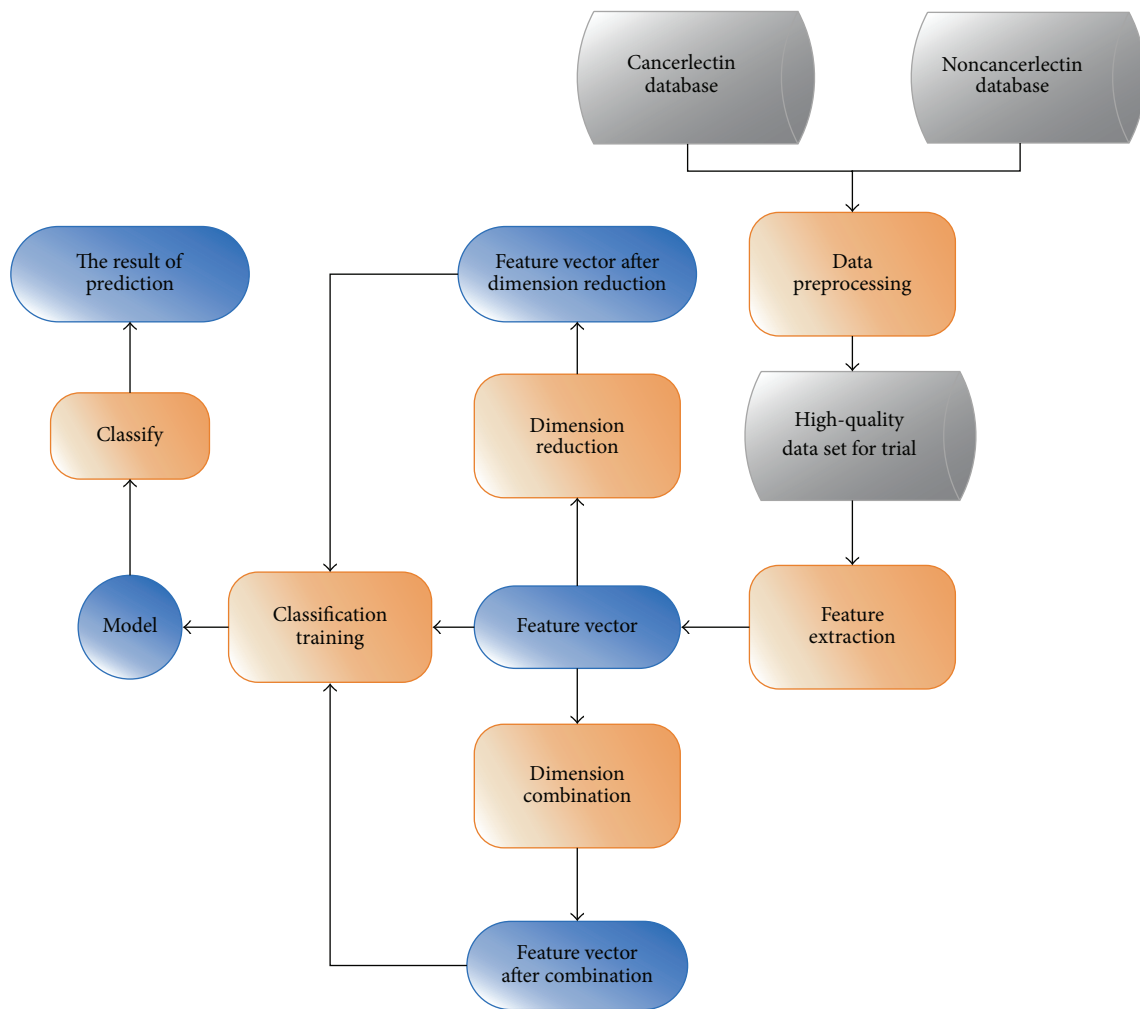 Cancerlectin
database
Noncancerlectin
database
The result of
prediction
Feature vector after
dimension reduction
Data
preprocessing
Classify
Dimension
reduction
High-quality
data set for trial
Model
Classification
training
Feature vector
Feature
extraction
Dimension
combination
Feature vector
after combination